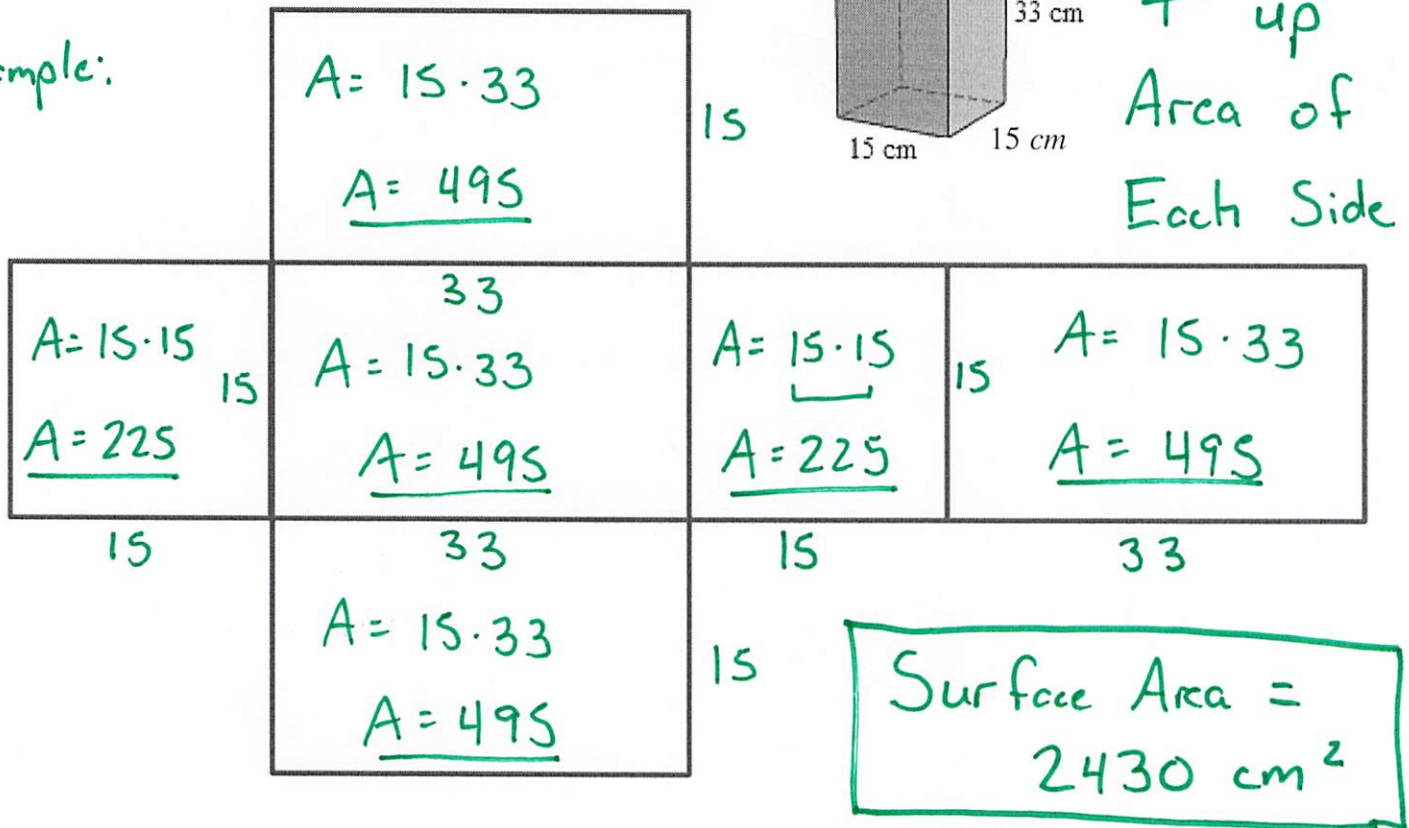 33 cm
+ up
Area of
Each Side
15 cm
15 cm
A= 15·33
A= 495
15
33
A=15·15
A=225
15
A=15·33
A=495
A=15·15
A=225
15
A= 15·33
A= 495
15
33
15
33
A= 15·33
A=495
15
Surface Area =
2430 cm²